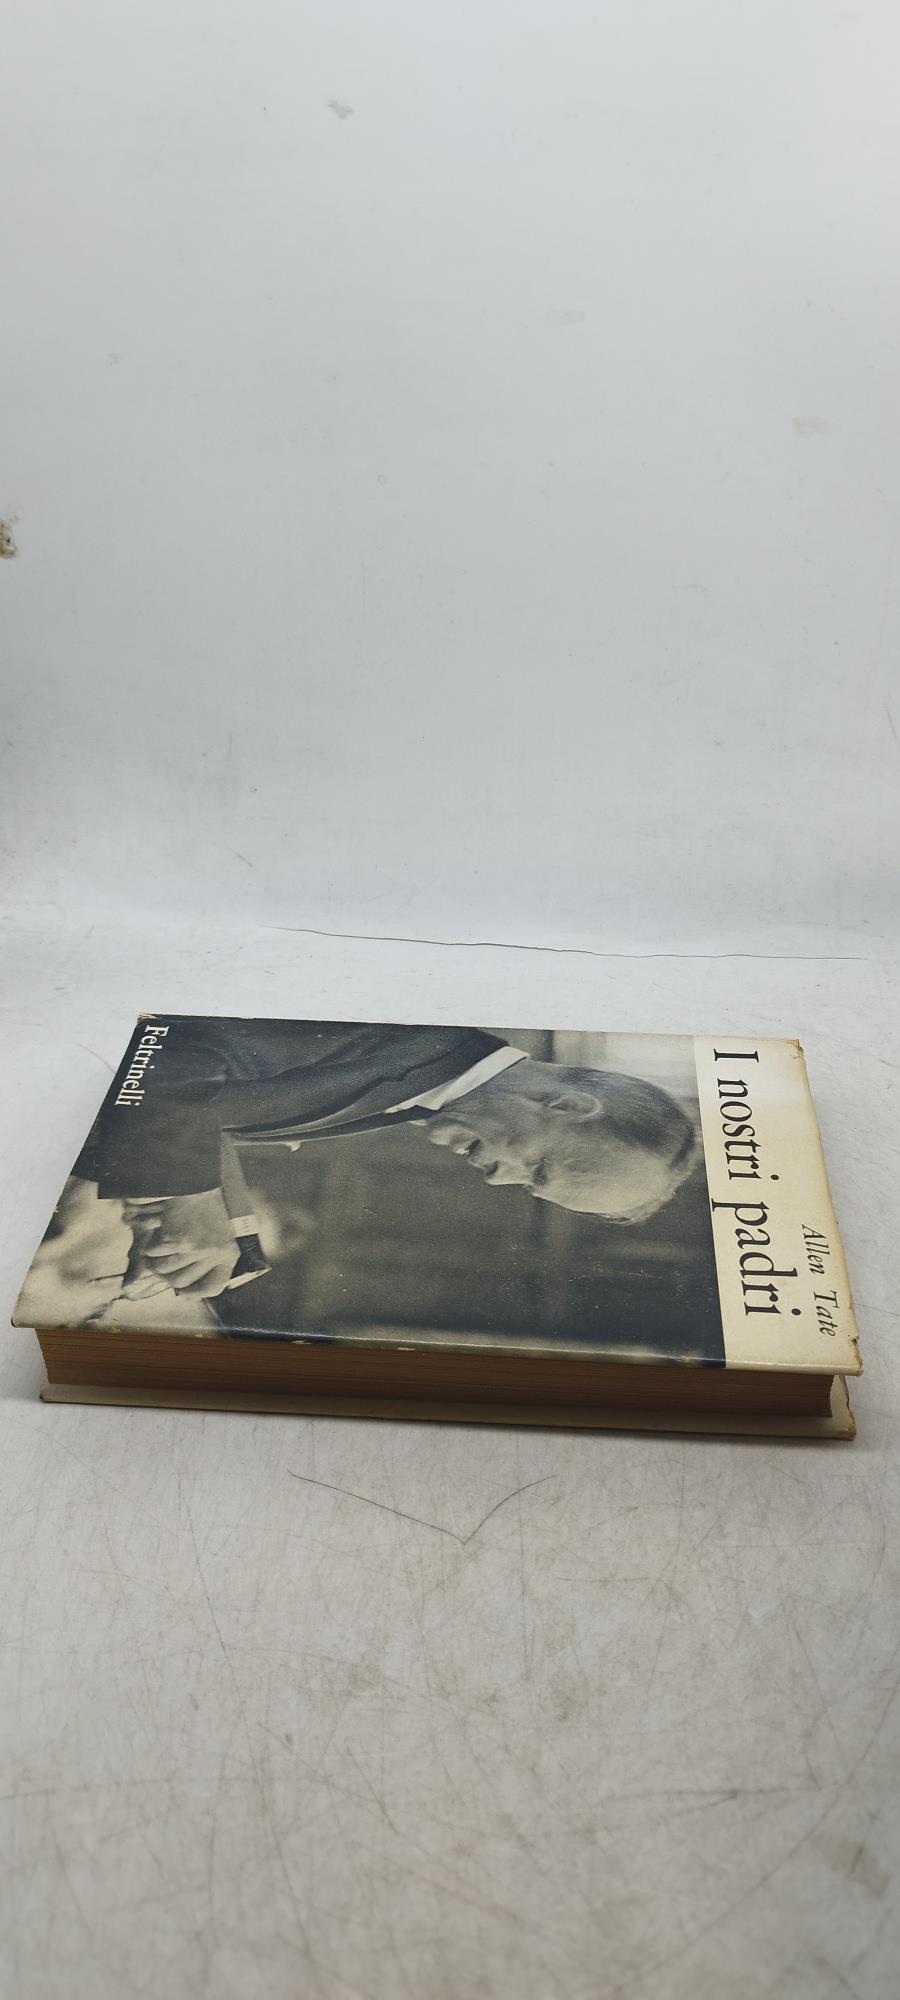 Allen Tate
I nostri padri
Feltrinelli